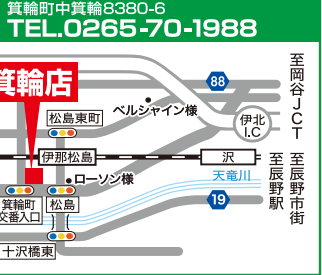 箕輪町中箕輪8380-6
TEL.0265-70-1988
88
至岡谷JCT
箕輪店
ベルシャイン様
松島東町
伊北
I.C
伊那松島
沢
至辰野市街
至辰野駅
ローソン様
天竜川
箕輪町
交番入口
松島
19
十沢橋東